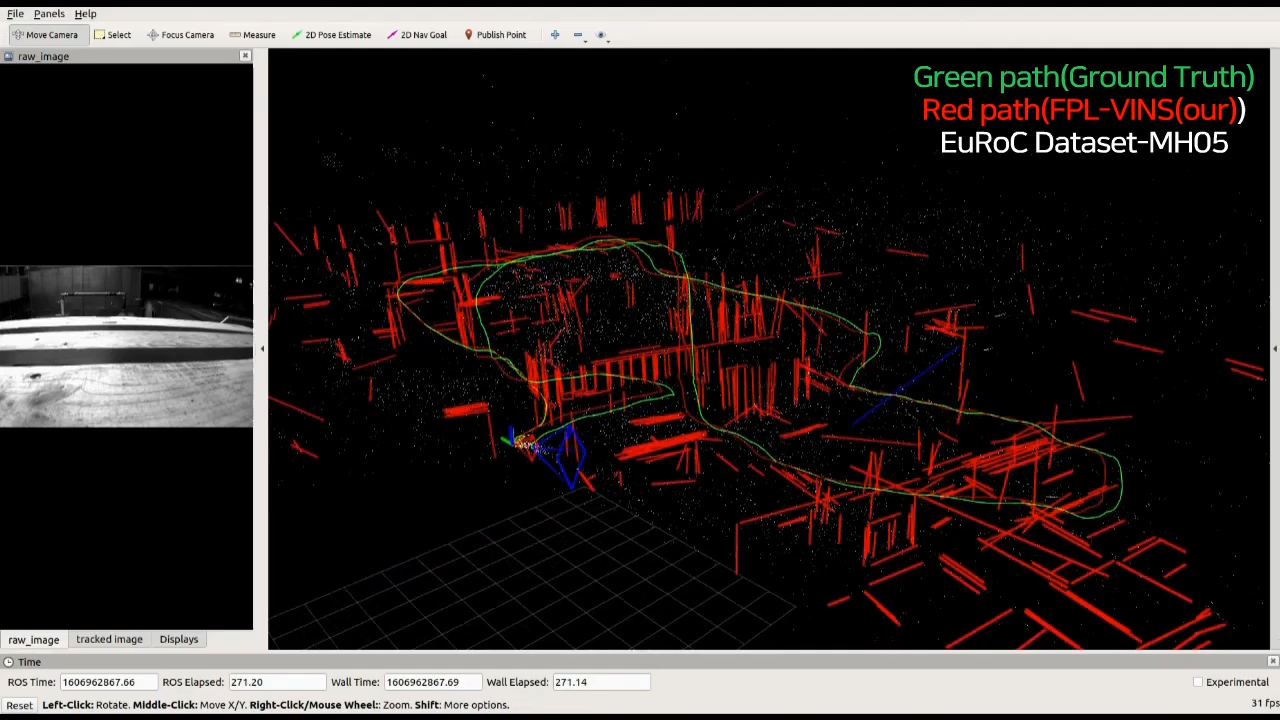 File Panels Help
Move Camera Select Focus Camera Measure 2D Pose Estimate 2D Nav Goal Publish Point
raw_image
Green path(Ground Truth)
Red path(FPL-VINS(our))
EuRoC Dataset-MH05
raw_image tracked image Displays
Time
ROS Time: 1606962867.66 ROS Elapsed: 271.20 Wall Time: 1606962867.69 Wall Elapsed: 271.14 Experimental
Reset Left-Click: Rotate. Middle-Click: Move X/Y. Right-Click/Mouse Wheel:: Zoom. Shift: More options. 31 fps